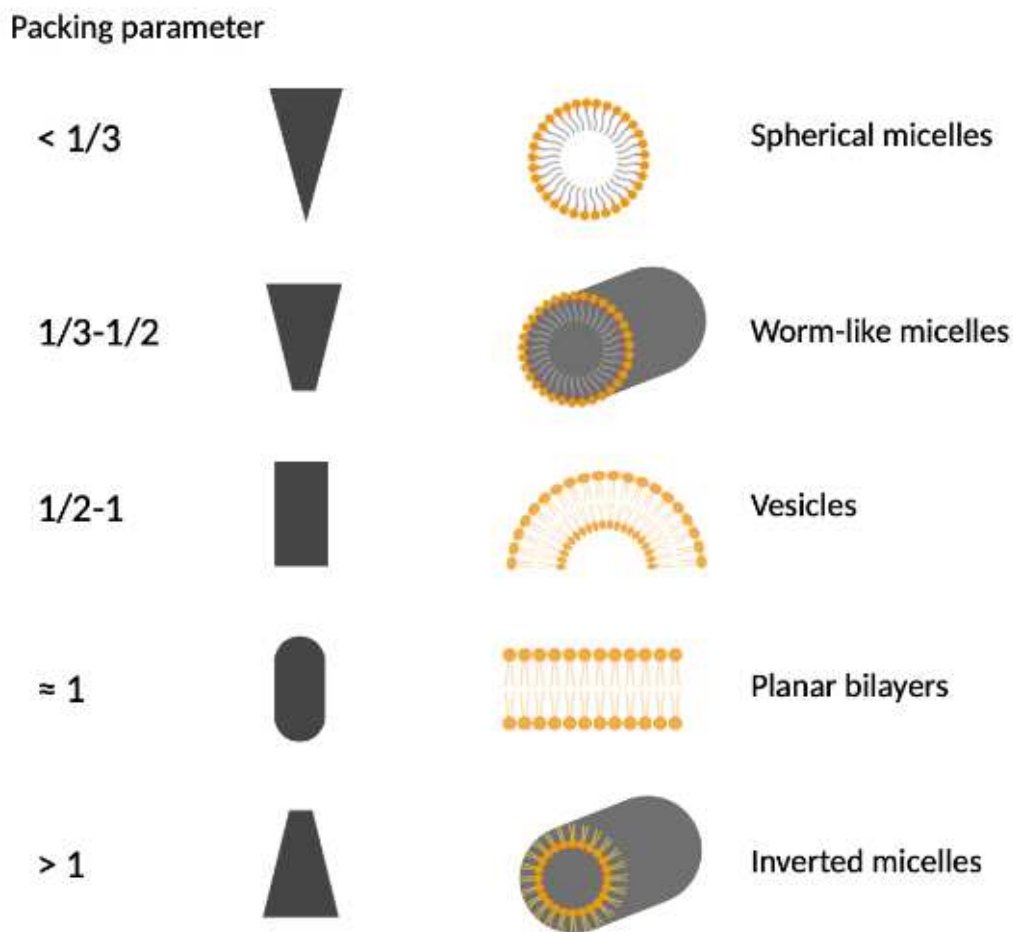 Packing parameter
< 1/3
Spherical micelles
1/3-1/2
Worm-like micelles
1/2-1
Vesicles
≈ 1
Planar bilayers
> 1
Inverted micelles